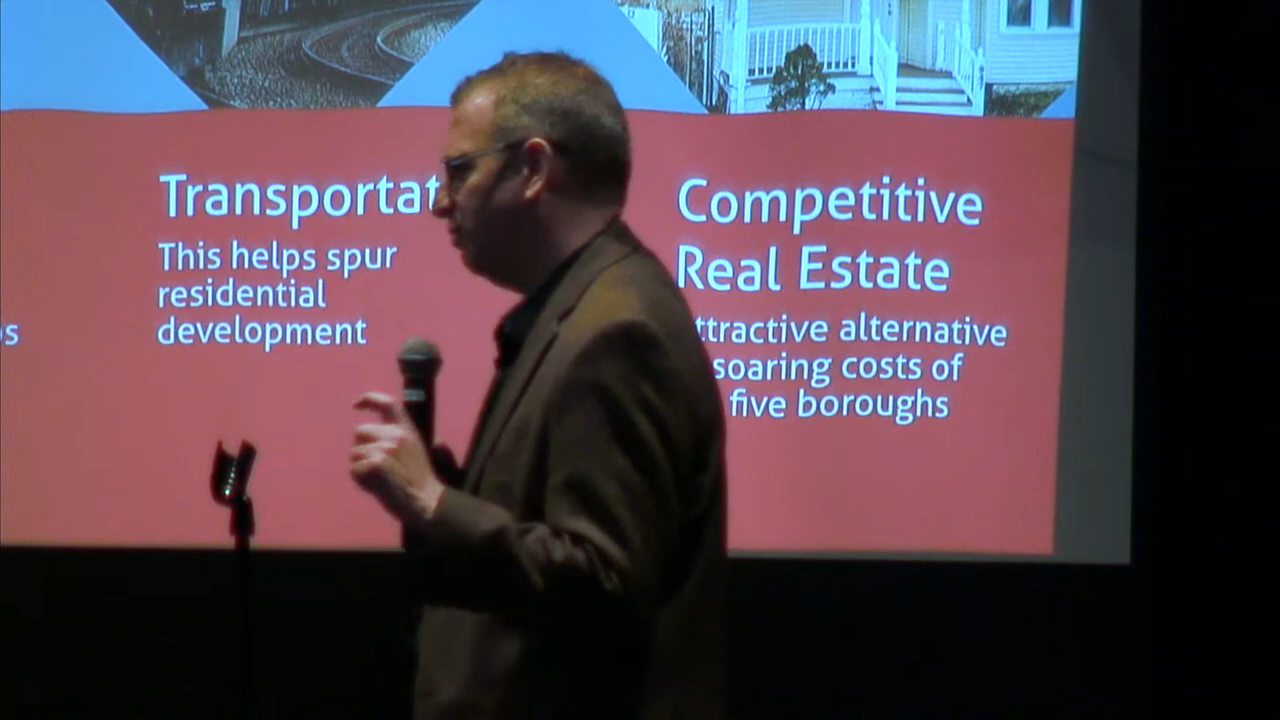 Transportat
This helps spur
residential
development
Competitive
Real Estate
ttractive alternative
soaring costs of
five boroughs